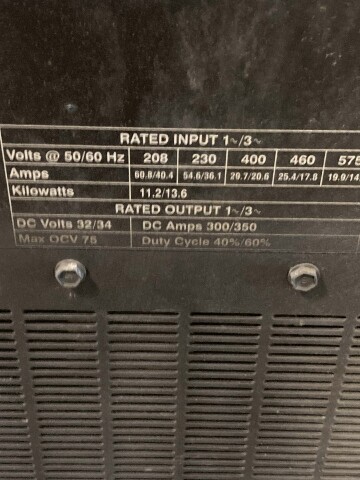 RATED INPUT 1~/3~
Volts @ 50/60 Hz 208 230 400 460 575
Amps 60.8/40.4 54.6/36.1 29.7/20.6 25.4/17.8 19.9/14.
Kilowatts 11.2/13.6
RATED OUTPUT 1~/3~
DC Volts 32/34 DC Amps 300/350
Max OCV 75 Duty Cycle 40%/60%